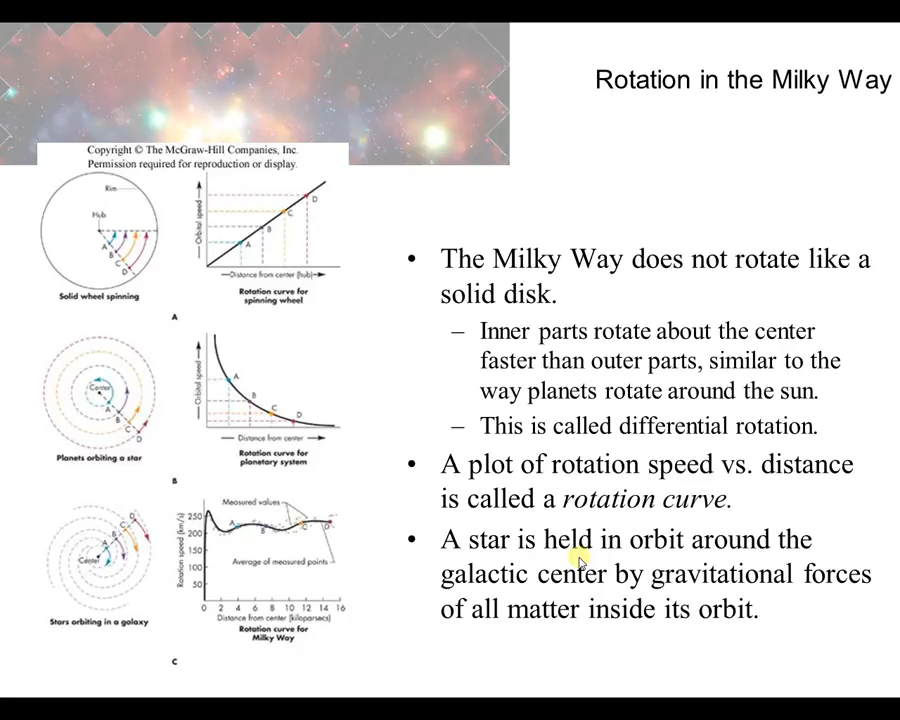 Rotation in the Milky Way
Copyright © The McGraw-Hill Companies, Inc.
Permission required for reproduction or display.
Rim
Hub
A
B
C
D
Solid wheel spinning
Orbital speed
A
B
C
D
Distance from center (hub)
Rotation curve for
spinning wheel
A
Center
A
B
C
D
Planets orbiting a star
Orbital speed
A
B
C
D
Distance from center
Rotation curve for
planetary system
B
Center
A
B
C
D
Stars orbiting in a galaxy
Rotation speed (km/s)
250
200
150
100
50
Measured values
A
B
C
D
Average of measured points
0 2 4 6 8 10 12 14 16
Distance from center (kiloparsecs)
Rotation curve for
Milky Way
C
• The Milky Way does not rotate like a
solid disk.
– Inner parts rotate about the center
faster than outer parts, similar to the
way planets rotate around the sun.
– This is called differential rotation.
• A plot of rotation speed vs. distance
is called a rotation curve.
• A star is held in orbit around the
galactic center by gravitational forces
of all matter inside its orbit.